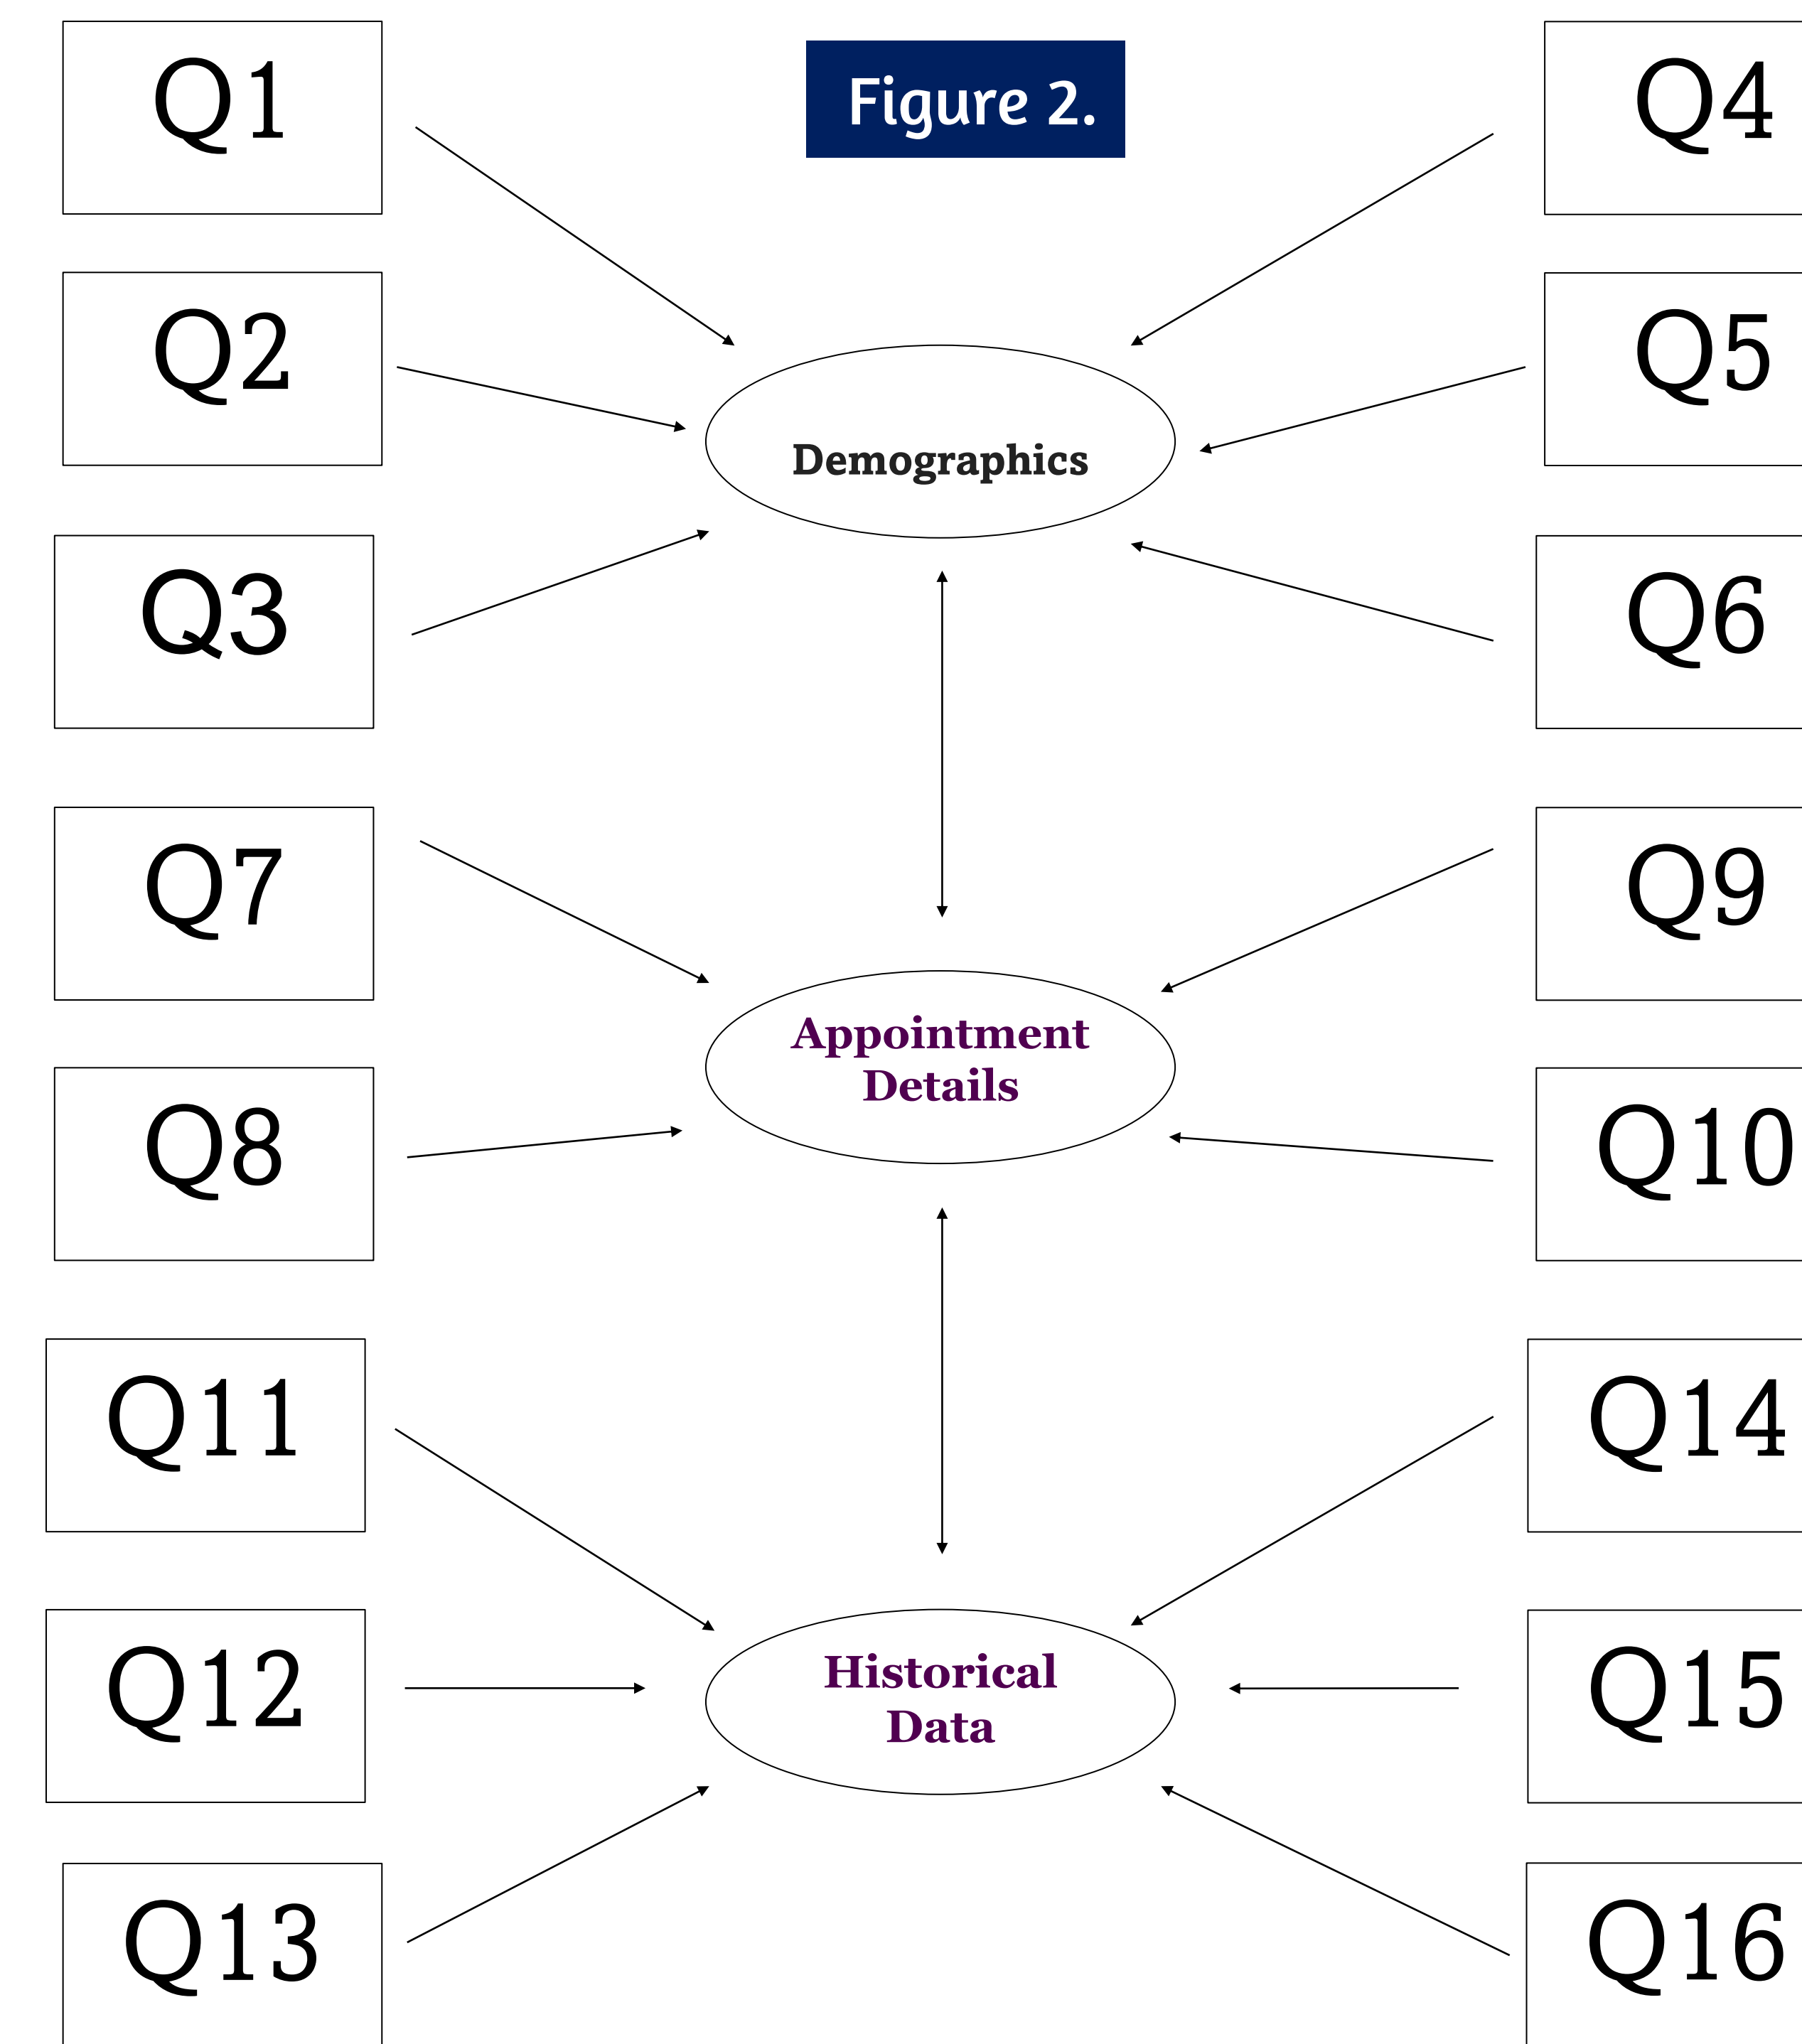 Q1
Figure 2.
Q4
Q2
Q5
Demographics
Q3
Q6
Q7
Q9
Appointment
Details
Q8
Q10
Q11
Q14
Historical
Data
Q12
Q15
Q13
Q16